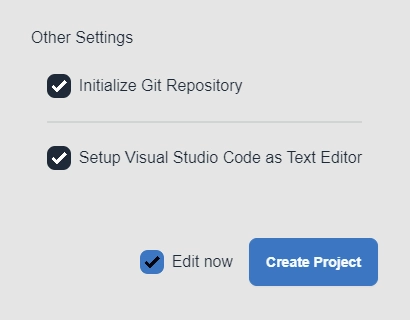 Other Settings
Initialize Git Repository
Setup Visual Studio Code as Text Editor
Edit now
Create Project